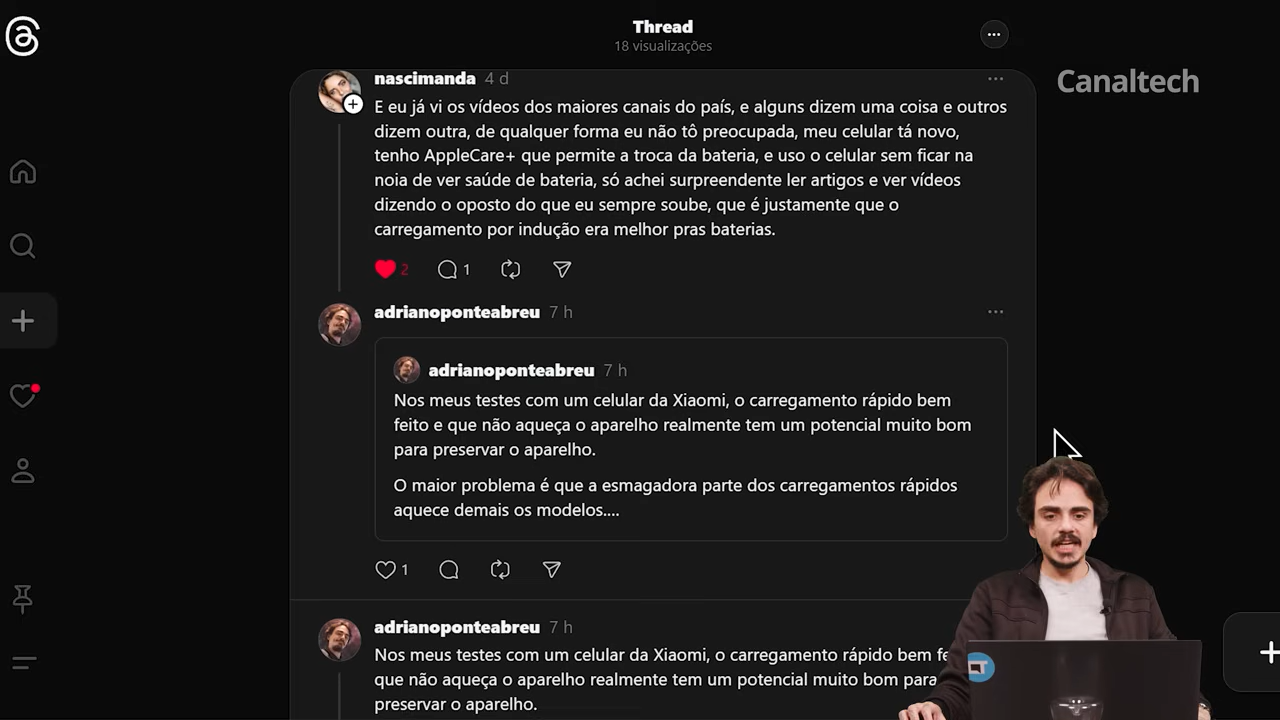 Thread
18 visualizações
Canaltech
nascimanda 4 d
E eu já vi os vídeos dos maiores canais do país, e alguns dizem uma coisa e outros
dizem outra, de qualquer forma eu não tô preocupada, meu celular tá novo,
tenho AppleCare+ que permite a troca da bateria, e uso o celular sem ficar na
noia de ver saúde de bateria, só achei surpreendente ler artigos e ver vídeos
dizendo o oposto do que eu sempre soube, que é justamente que o
carregamento por indução era melhor pras baterias.
2 1
adrianoponteabreu 7 h
adrianoponteabreu 7 h
Nos meus testes com um celular da Xiaomi, o carregamento rápido bem
feito e que não aqueça o aparelho realmente tem um potencial muito bom
para preservar o aparelho.
O maior problema é que a esmagadora parte dos carregamentos rápidos
aquece demais os modelos....
1
adrianoponteabreu 7 h
Nos meus testes com um celular da Xiaomi, o carregamento rápido bem fe
que não aqueça o aparelho realmente tem um potencial muito bom para
preservar o aparelho.